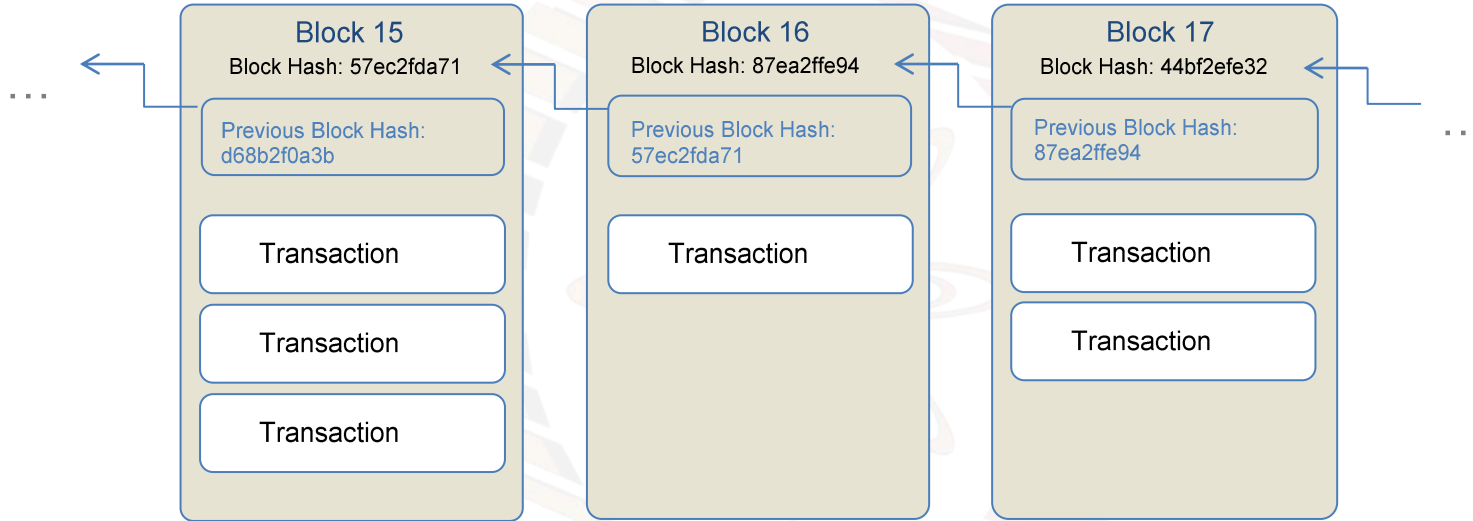 Block 15
Block Hash: 57ec2fda71
Previous Block Hash:
d68b2f0a3b
Transaction
Transaction
Transaction
Block 16
Block Hash: 87ea2ffe94
Previous Block Hash:
57ec2fda71
Transaction
Block 17
Block Hash: 44bf2efe32
Previous Block Hash:
87ea2ffe94
Transaction
Transaction
...
..